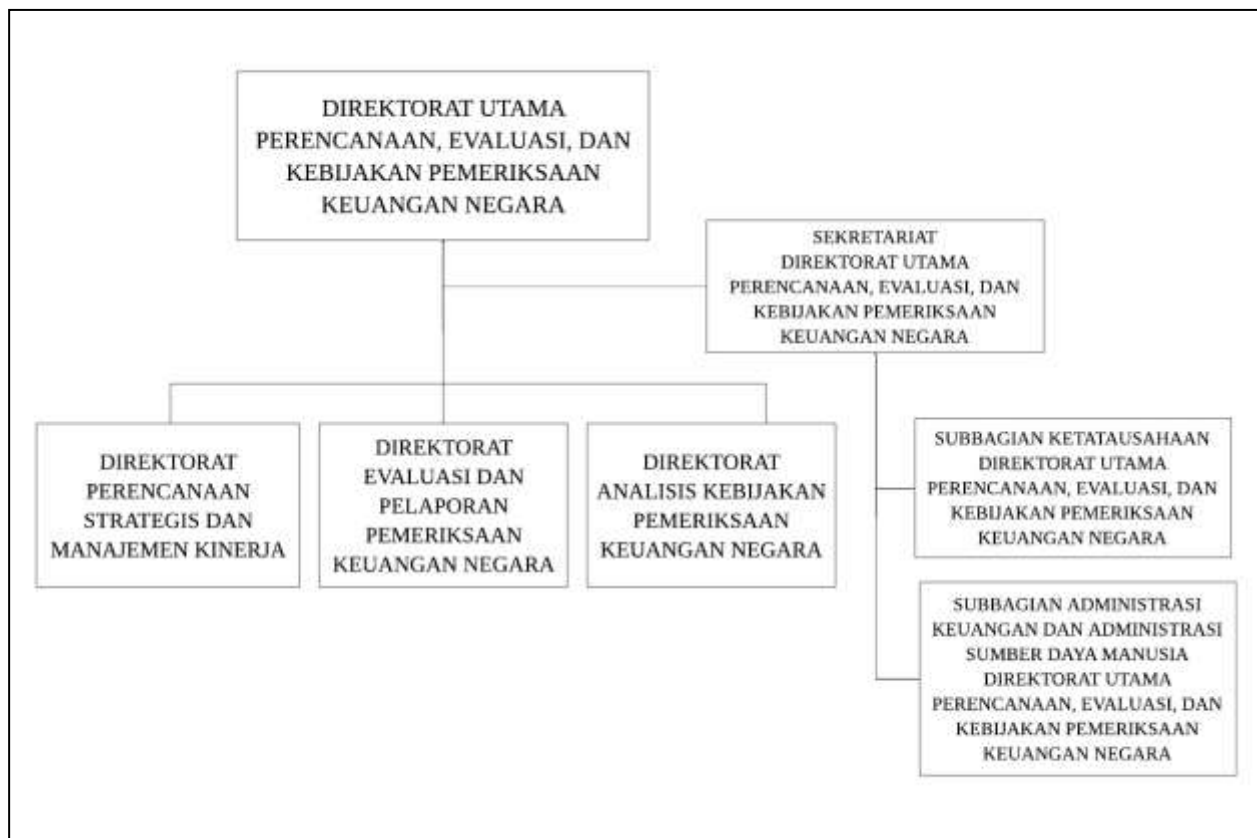 DIREKTORAT UTAMA
PERENCANAAN, EVALUASI, DAN
KEBIJAKAN PEMERIKSAAN
KEUANGAN NEGARA
SEKRETARIAT
DIREKTORAT UTAMA
PERENCANAAN, EVALUASI, DAN
KEBIJAKAN PEMERIKSAAN
KEUANGAN NEGARA
DIREKTORAT
PERENCANAAN
STRATEGIS DAN
MANAJEMEN KINERJA
DIREKTORAT
EVALUASI DAN
PELAPORAN
PEMERIKSAAN
KEUANGAN NEGARA
DIREKTORAT
ANALISIS KEBIJAKAN
PEMERIKSAAN
KEUANGAN NEGARA
SUBBAGIAN KETATAUSAHAAN
DIREKTORAT UTAMA
PERENCANAAN, EVALUASI, DAN
KEBIJAKAN PEMERIKSAAN
KEUANGAN NEGARA
SUBBAGIAN ADMINISTRASI
KEUANGAN DAN ADMINISTRASI
SUMBER DAYA MANUSIA
DIREKTORAT UTAMA
PERENCANAAN, EVALUASI, DAN
KEBIJAKAN PEMERIKSAAN
KEUANGAN NEGARA